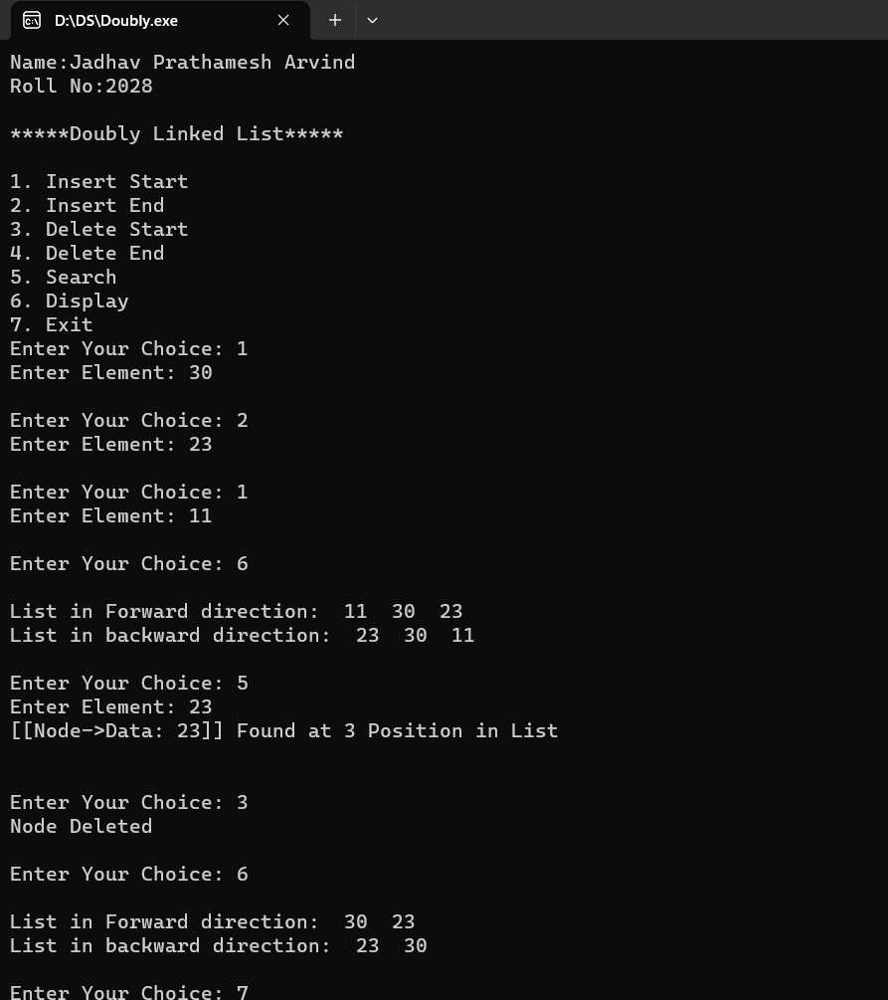 D:\DS\Doubly.exe
Name:Jadhav Prathamesh Arvind
Roll No:2028
*****Doubly Linked List*****
1. Insert Start
2. Insert End
3. Delete Start
4. Delete End
5. Search
6. Display
7. Exit
Enter Your Choice: 1
Enter Element: 30
Enter Your Choice: 2
Enter Element: 23
Enter Your Choice: 1
Enter Element: 11
Enter Your Choice: 6
List in Forward direction:  11  30  23
List in backward direction:  23  30  11
Enter Your Choice: 5
Enter Element: 23
[[Node->Data: 23]] Found at 3 Position in List
Enter Your Choice: 3
Node Deleted
Enter Your Choice: 6
List in Forward direction:  30  23
List in backward direction:  23  30
Enter Your Choice: 7